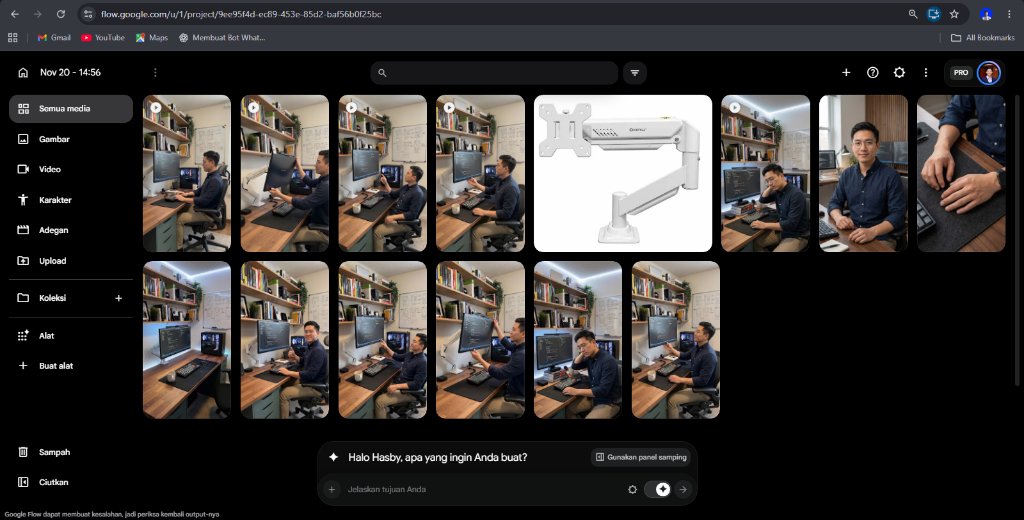 flow.google.com/u/1/project/9ee95f4d-ec89-453e-85d2-baf56b0f25bc
Gmail
YouTube
Maps
Membuat Bot What...
All Bookmarks
Nov 20 - 14:56
PRO
Semua media
Gambar
Video
Karakter
Adegan
Upload
Koleksi
Alat
Buat alat
Sampah
Ciutkan
Halo Hasby, apa yang ingin Anda buat?
Gunakan panel samping
Jelaskan tujuan Anda
Google Flow dapat membuat kesalahan, jadi periksa kembali output-nya